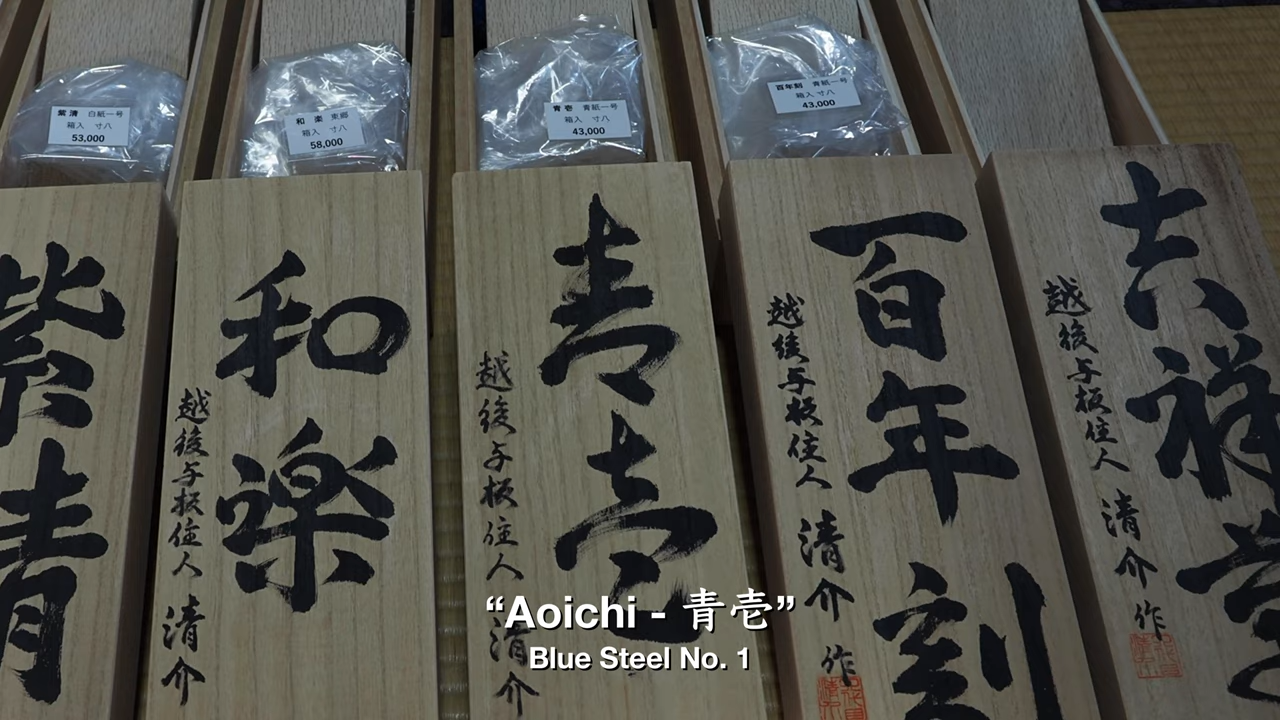 紫清 白紙一号
箱入 寸八
53,000
和 楽 東郷
箱入 寸八
58,000
青壱 青紙一号
箱入 寸八
43,000
百年刻 青紙一号
箱入 寸八
43,000
紫清
和楽
越後与板住人 清介
青壱
越後与板住人 清介
百年刻
越後与板住人 清介 作
吉祥
越後与板住人 清介 作
“Aoichi - 青壱”
Blue Steel No. 1